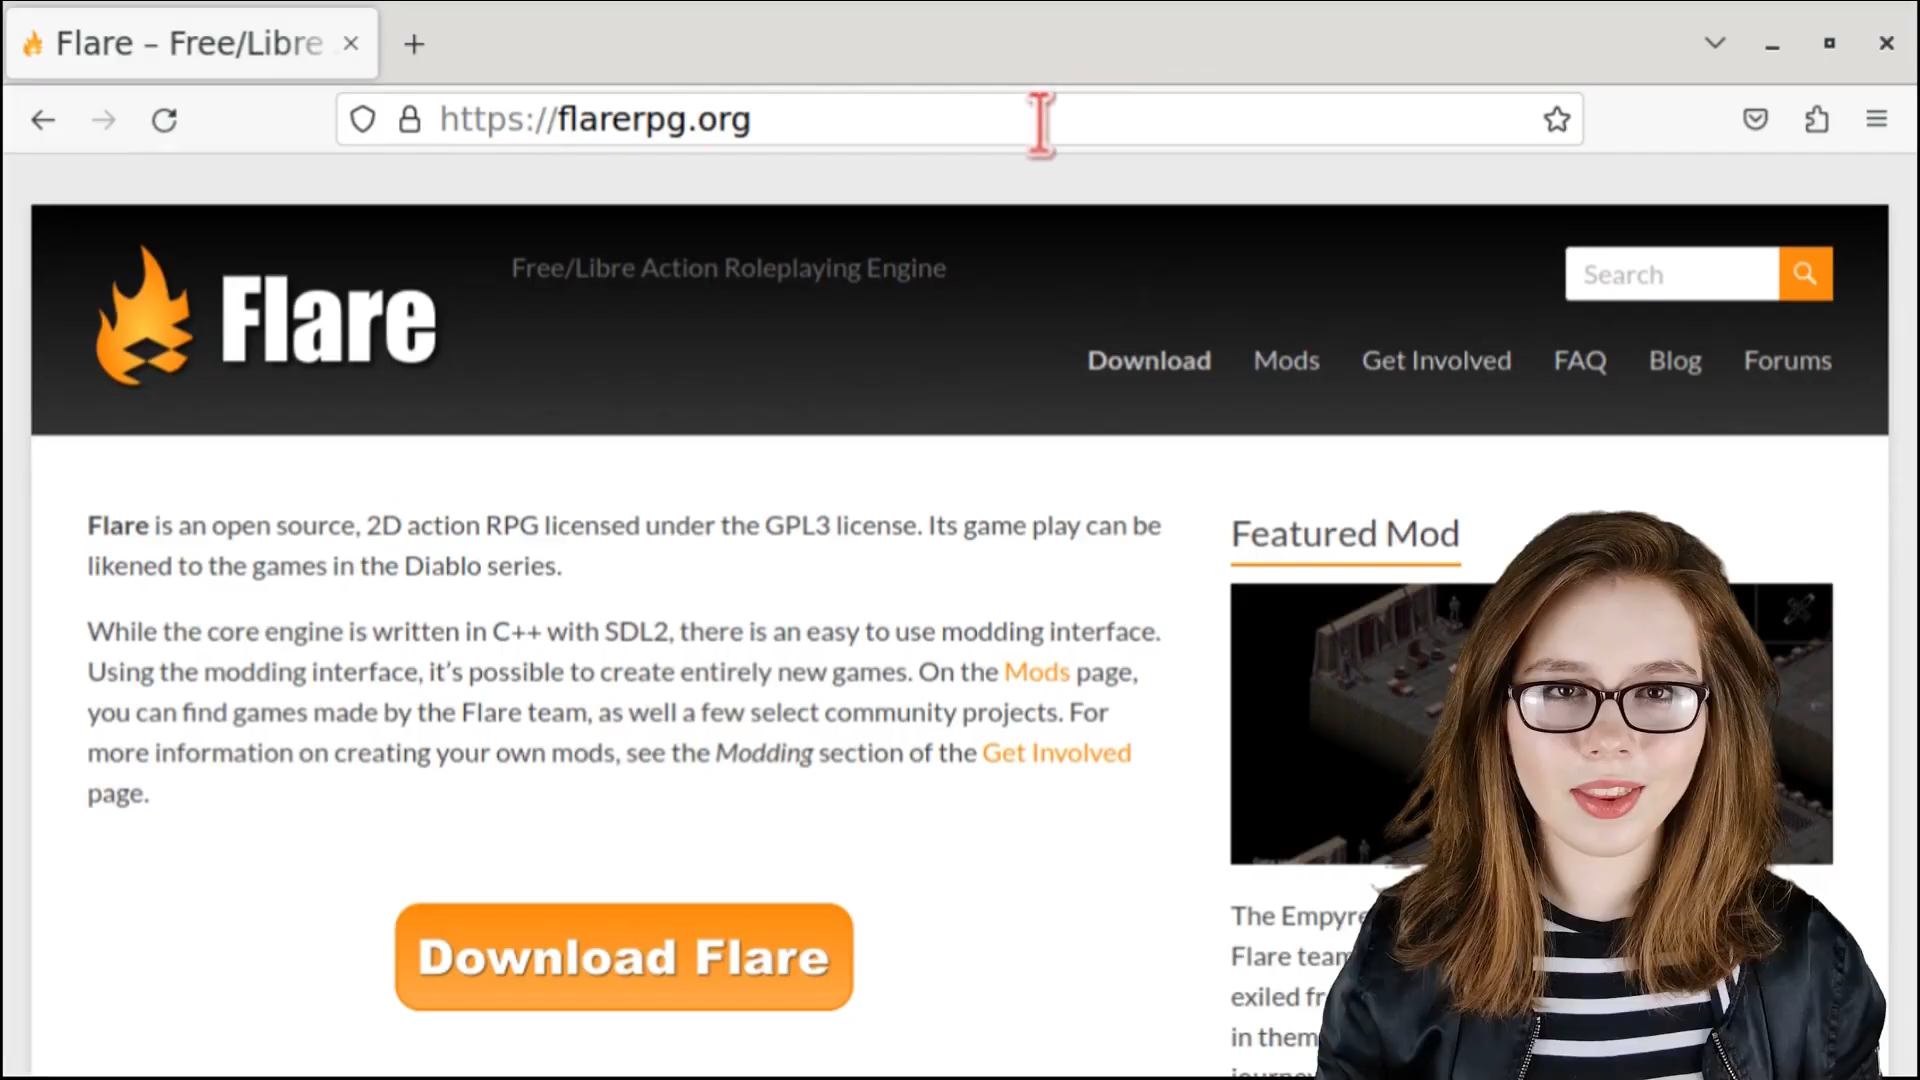 Flare – Free/Libre
https://flarerpg.org
Flare
Free/Libre Action Roleplaying Engine
Search
Download Mods Get Involved FAQ Blog Forums
Flare is an open source, 2D action RPG licensed under the GPL3 license. Its game play can be
likened to the games in the Diablo series.
While the core engine is written in C++ with SDL2, there is an easy to use modding interface.
Using the modding interface, it's possible to create entirely new games. On the Mods page,
you can find games made by the Flare team, as well a few select community projects. For
more information on creating your own mods, see the Modding section of the Get Involved
page.
Download Flare
Featured Mod
The Empyre
Flare team
exiled fr
in them